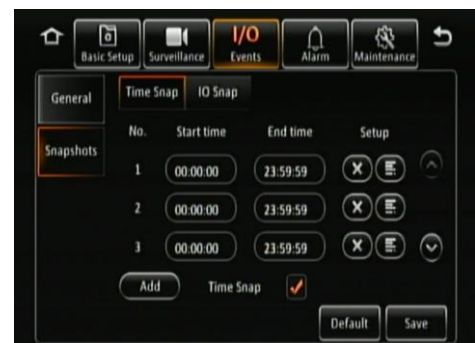 I/O
Basic Setup Surveillance Events Alarm Maintenance
General Time Snap IO Snap
No. Start time End time Setup
Snapshots
1 00:00:00 23:59:59
2 00:00:00 23:59:59
3 00:00:00 23:59:59
Add Time Snap
Default Save